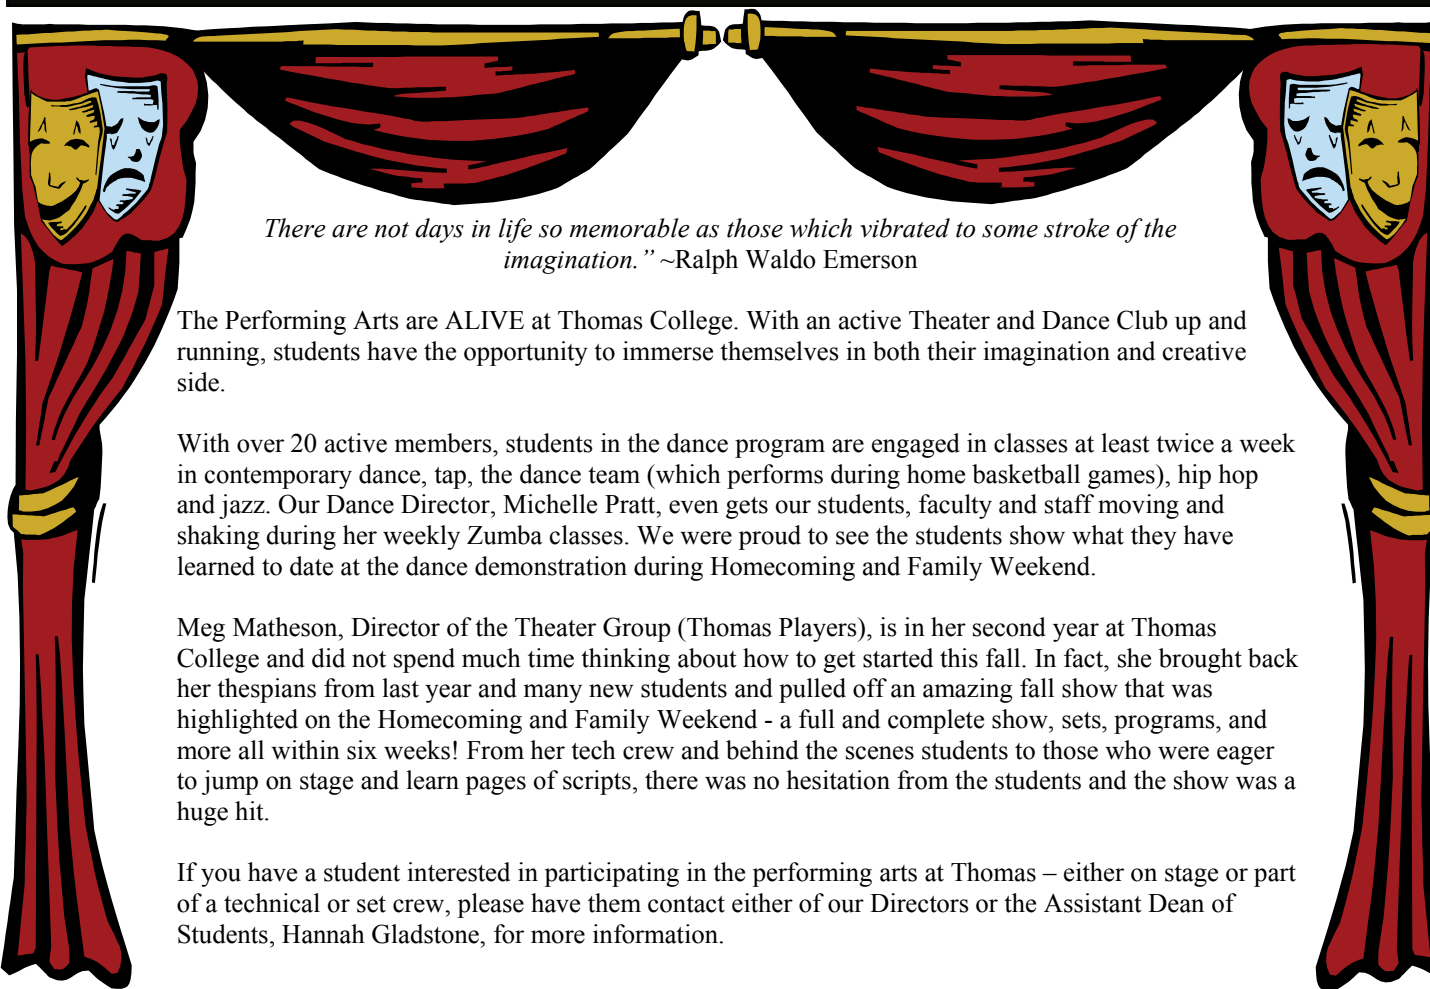 There are not days in life so memorable as those which vibrated to some stroke of the
imagination.” ~Ralph Waldo Emerson
The Performing Arts are ALIVE at Thomas College. With an active Theater and Dance Club up and
running, students have the opportunity to immerse themselves in both their imagination and creative
side.
With over 20 active members, students in the dance program are engaged in classes at least twice a week
in contemporary dance, tap, the dance team (which performs during home basketball games), hip hop
and jazz. Our Dance Director, Michelle Pratt, even gets our students, faculty and staff moving and
shaking during her weekly Zumba classes. We were proud to see the students show what they have
learned to date at the dance demonstration during Homecoming and Family Weekend.
Meg Matheson, Director of the Theater Group (Thomas Players), is in her second year at Thomas
College and did not spend much time thinking about how to get started this fall. In fact, she brought back
her thespians from last year and many new students and pulled off an amazing fall show that was
highlighted on the Homecoming and Family Weekend - a full and complete show, sets, programs, and
more all within six weeks! From her tech crew and behind the scenes students to those who were eager
to jump on stage and learn pages of scripts, there was no hesitation from the students and the show was a
huge hit.
If you have a student interested in participating in the performing arts at Thomas – either on stage or part
of a technical or set crew, please have them contact either of our Directors or the Assistant Dean of
Students, Hannah Gladstone, for more information.